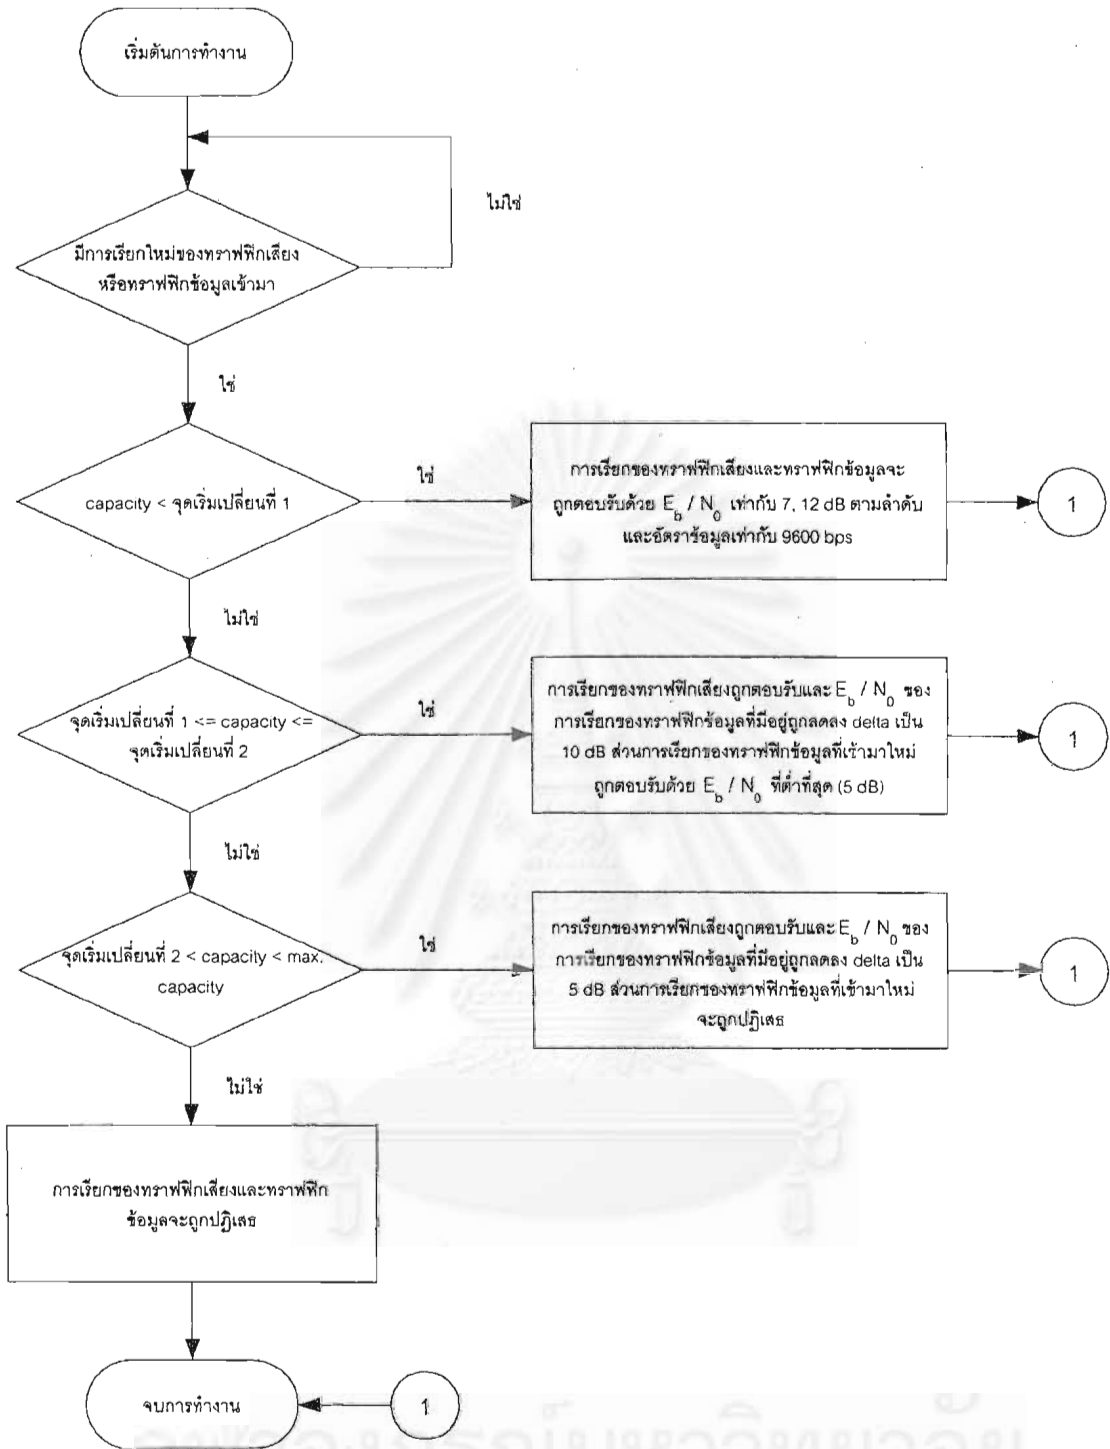 เริ่มต้นการทำงาน
ไม่ใช่
มีการเรียกใหม่ของทราฟฟิกเสียง
หรือทราฟฟิกข้อมูลเข้ามา
ใช่
capacity < จุดเริ่มเปลี่ยนที่ 1
ใช่
การเรียกของทราฟฟิกเสียงและทราฟฟิกข้อมูลจะ
ถูกตอบรับด้วย E_b / N_0 เท่ากับ 7, 12 dB ตามลำดับ
และอัตราข้อมูลเท่ากับ 9600 bps
1
ไม่ใช่
จุดเริ่มเปลี่ยนที่ 1 <= capacity <=
จุดเริ่มเปลี่ยนที่ 2
ใช่
การเรียกของทราฟฟิกเสียงถูกตอบรับและ E_b / N_0 ของ
การเรียกของทราฟฟิกข้อมูลที่มีอยู่ถูกลดลง delta เป็น
10 dB ส่วนการเรียกของทราฟฟิกข้อมูลที่เข้ามาใหม่
ถูกตอบรับด้วย E_b / N_0 ที่ต่ำที่สุด (5 dB)
1
ไม่ใช่
จุดเริ่มเปลี่ยนที่ 2 < capacity < max.
capacity
ใช่
การเรียกของทราฟฟิกเสียงถูกตอบรับและ E_b / N_0 ของ
การเรียกของทราฟฟิกข้อมูลที่มีอยู่ถูกลดลง delta เป็น
5 dB ส่วนการเรียกของทราฟฟิกข้อมูลที่เข้ามาใหม่
จะถูกปฏิเสธ
1
ไม่ใช่
การเรียกของทราฟฟิกเสียงและทราฟฟิก
ข้อมูลจะถูกปฏิเสธ
จบการทำงาน
1
จุฬาลงกรณ์มหาวิทยาลัย